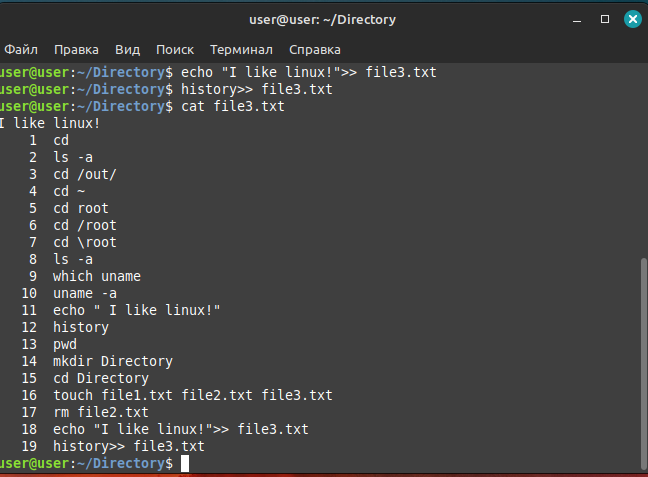 user@user: ~/Directory
Файл Правка Вид Поиск Терминал Справка
user@user:~/Directory$ echo "I like linux!">> file3.txt
user@user:~/Directory$ history>> file3.txt
user@user:~/Directory$ cat file3.txt
I like linux!
1 cd
2 ls -a
3 cd /out/
4 cd ~
5 cd root
6 cd /root
7 cd \root
8 ls -a
9 which uname
10 uname -a
11 echo " I like linux!"
12 history
13 pwd
14 mkdir Directory
15 cd Directory
16 touch file1.txt file2.txt file3.txt
17 rm file2.txt
18 echo "I like linux!">> file3.txt
19 history>> file3.txt
user@user:~/Directory$